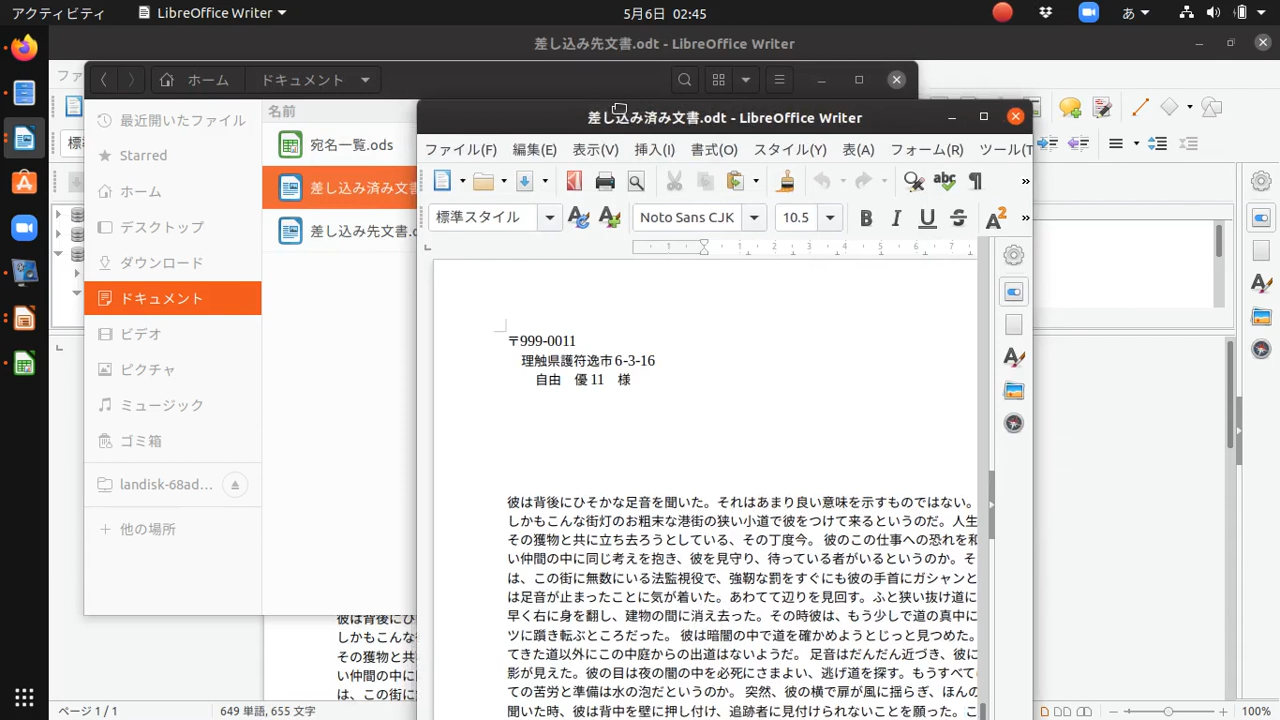 アクティビティ
LibreOffice Writer
5月6日 02:45
あ
差し込み先文書.odt - LibreOffice Writer
ファ
ホーム
ドキュメント
名前
最近開いたファイル
Starred
ホーム
デスクトップ
ダウンロード
ドキュメント
ビデオ
ピクチャ
ミュージック
ゴミ箱
landisk-68ad…
他の場所
宛名一覧.ods
差し込み済み文書
差し込み先文書.o
差し込み済み文書.odt - LibreOffice Writer
ファイル(F) 編集(E) 表示(V) 挿入(I) 書式(O) スタイル(Y) 表(A) フォーム(R) ツール(T
標準スタイル
Noto Sans CJK
10.5
標
1 1 2 3 4 5 6 7
〒999-0011
理触県護符逸市 6-3-16
自由 優 11 様
彼は背後にひそかな足音を聞いた。それはあまり良い意味を示すものではない。
しかもこんな街灯のお粗末な港街の狭い小道で彼をつけて来るというのだ。人生
その獲物と共に立ち去ろうとしている、その丁度今。 彼のこの仕事への恐れを和
い仲間の中に同じ考えを抱き、彼を見守り、待っている者がいるというのか。そ
は、この街に無数にいる法監視役で、強靭な罰をすぐにも彼の手首にガシャンと
は足音が止まったことに気が着いた。あわてて辺りを見回す。ふと狭い抜け道に
早く右に身を翻し、建物の間に消え去った。その時彼は、もう少しで道の真中に
ツに躓き転ぶところだった。 彼は暗闇の中で道を確かめようとじっと見つめた。
てきた道以外にこの中庭からの出道はないようだ。 足音はだんだん近づき、彼に
影が見えた。彼の目は夜の闇の中を必死にさまよい、逃げ道を探す。もうすべての
ての苦労と準備は水の泡だというのか。 突然、彼の横で扉が風に揺らぎ、ほんの
聞いた時、彼は背中を壁に押し付け、追跡者に見付けられないことを願った。こ
彼は背後にひ
しかもこんな
その獲物と共
い仲間の中に
は、この街に
ページ 1 / 1
649 単語, 655 文字